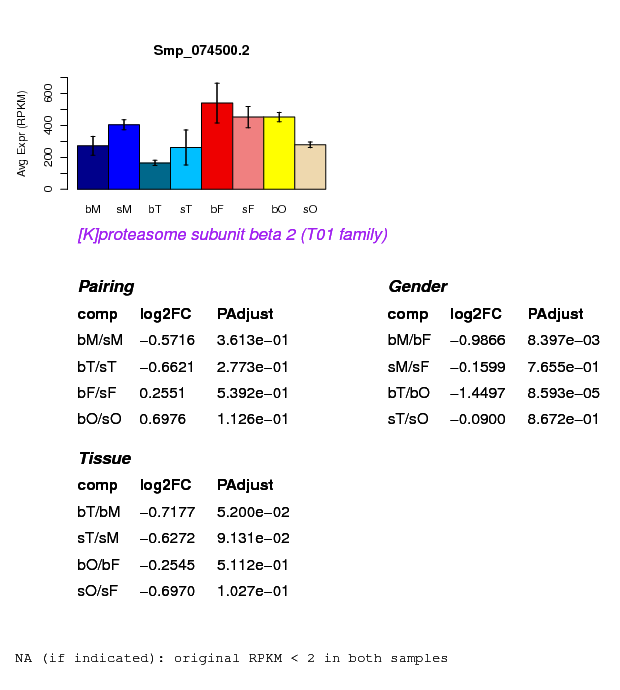 Smp_074500.2
Avg Expr (RPKM)
0 200 400 600
bM sM bT sT bF sF bO sO
[K]proteasome subunit beta 2 (T01 family)
Pairing
comp log2FC PAdjust
bM/sM −0.5716 3.613e−01
bT/sT −0.6621 2.773e−01
bF/sF 0.2551 5.392e−01
bO/sO 0.6976 1.126e−01
Gender
comp log2FC PAdjust
bM/bF −0.9866 8.397e−03
sM/sF −0.1599 7.655e−01
bT/bO −1.4497 8.593e−05
sT/sO −0.0900 8.672e−01
Tissue
comp log2FC PAdjust
bT/bM −0.7177 5.200e−02
sT/sM −0.6272 9.131e−02
bO/bF −0.2545 5.112e−01
sO/sF −0.6970 1.027e−01
NA (if indicated): original RPKM < 2 in both samples